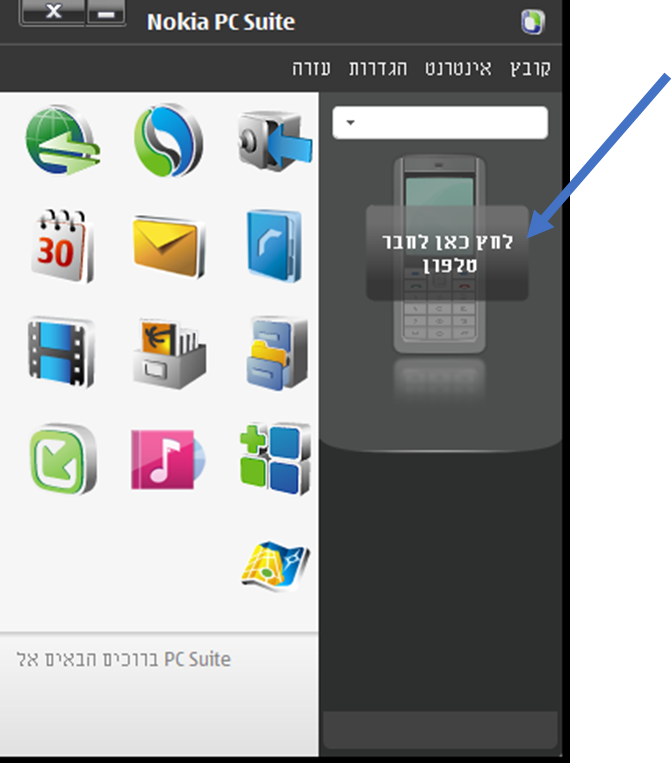 Nokia PC Suite
קובץ אינטרנט הגדרות עזרה
לחץ כאן לחבר
טלפון
30
ברוכים הבאים אל PC Suite